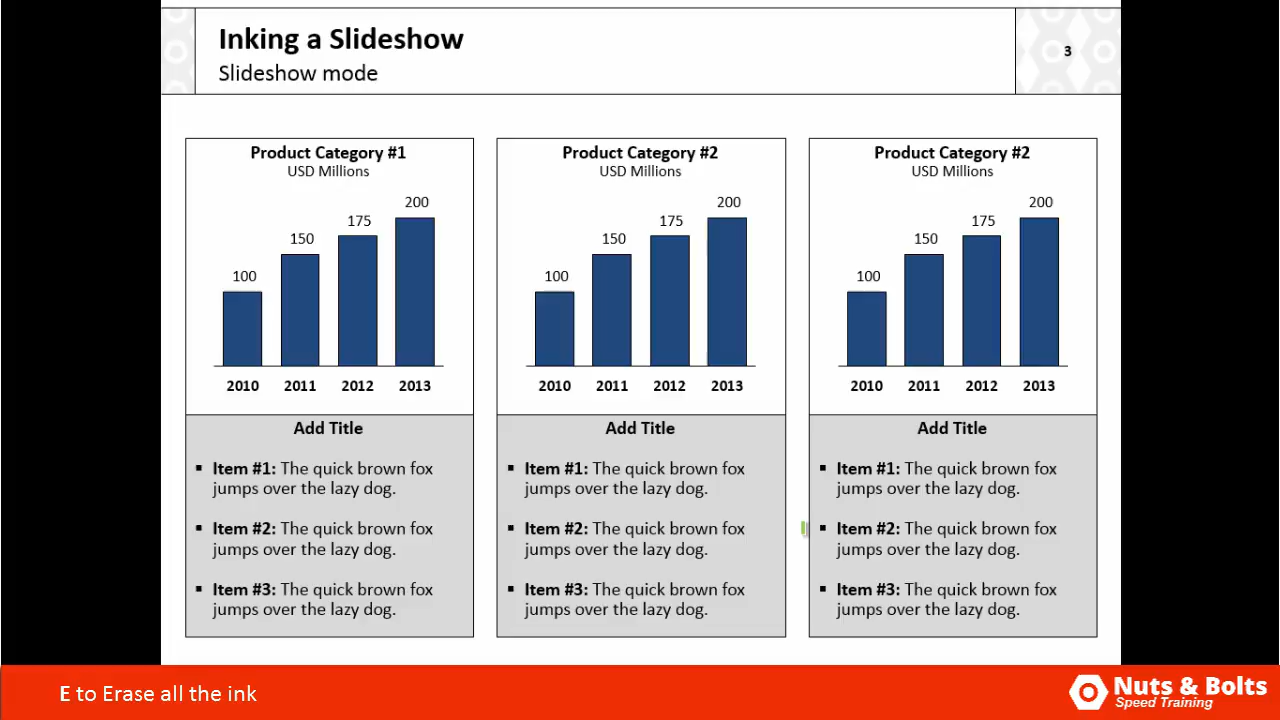 Inking a Slideshow
Slideshow mode
3
Product Category #1
USD Millions
100
150
175
200
2010
2011
2012
2013
Add Title
▪ Item #1: The quick brown fox
jumps over the lazy dog.
▪ Item #2: The quick brown fox
jumps over the lazy dog.
▪ Item #3: The quick brown fox
jumps over the lazy dog.
Product Category #2
USD Millions
100
150
175
200
2010
2011
2012
2013
Add Title
▪ Item #1: The quick brown fox
jumps over the lazy dog.
▪ Item #2: The quick brown fox
jumps over the lazy dog.
▪ Item #3: The quick brown fox
jumps over the lazy dog.
Product Category #2
USD Millions
100
150
175
200
2010
2011
2012
2013
Add Title
▪ Item #1: The quick brown fox
jumps over the lazy dog.
▪ Item #2: The quick brown fox
jumps over the lazy dog.
▪ Item #3: The quick brown fox
jumps over the lazy dog.
E to Erase all the ink
Nuts & Bolts
Speed Training